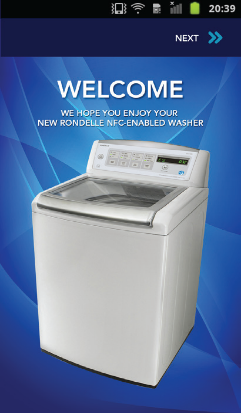 20:39
NEXT
WELCOME
WE HOPE YOU ENJOY YOUR
NEW RONDELLE NFC-ENABLED WASHER